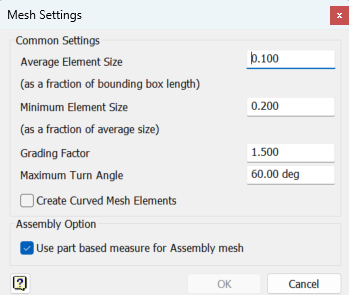 Mesh Settings
x
Common Settings
Average Element Size 0.100
(as a fraction of bounding box length)
Minimum Element Size 0.200
(as a fraction of average size)
Grading Factor 1.500
Maximum Turn Angle 60.00 deg
Create Curved Mesh Elements
Assembly Option
Use part based measure for Assembly mesh
? OK Cancel